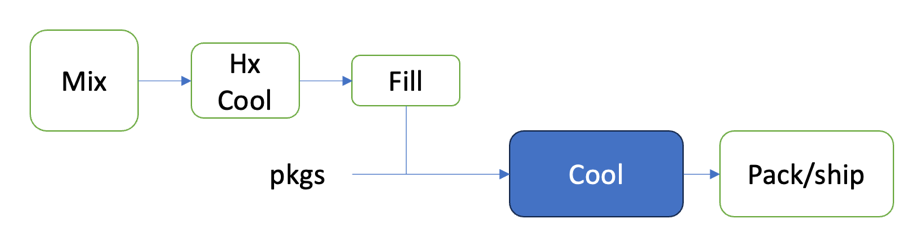 Mix
Hx
Cool
Fill
pkgs
Cool
Pack/ship